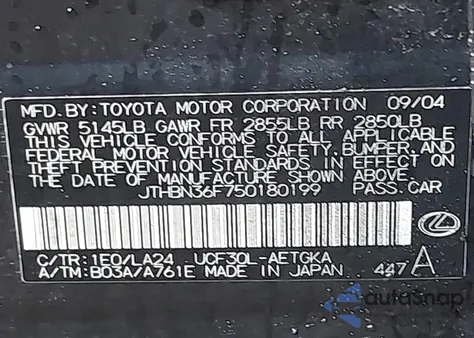 MFD. BY: TOYOTA MOTOR CORPORATION 09/04
GVWR 5145LB GAWR FR 2855LB RR 2850LB
THIS VEHICLE CONFORMS TO ALL APPLICABLE
FEDERAL MOTOR VEHICLE SAFETY, BUMPER, AND
THEFT PREVENTION STANDARDS IN EFFECT ON
THE DATE OF MANUFACTURE SHOWN ABOVE.
JTHBN36F750180199 PASS. CAR
C/TR: 1E0/LA24 UCF30L-AETGKA
A/TM: B03A/A761E MADE IN JAPAN 447 A
autoSnap